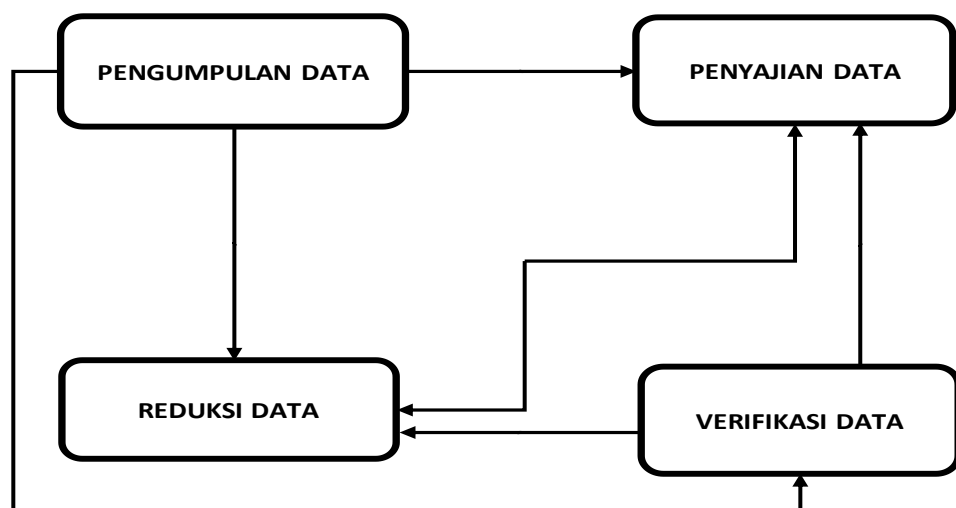 PENGUMPULAN DATA
PENYAJIAN DATA
REDUKSI DATA
VERIFIKASI DATA